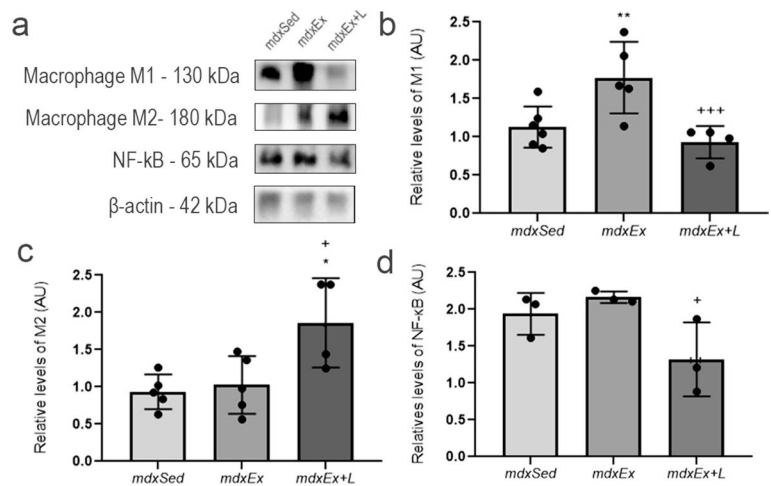 a
mdxSed
mdxEx
mdxEx+L
Macrophage M1 - 130 kDa
Macrophage M2- 180 kDa
NF-kB - 65 kDa
β-actin - 42 kDa
b
Relative levels of M1 (AU)
2.5
2.0
1.5
1.0
0.5
0.0
**
+++
mdxSed
mdxEx
mdxEx+L
c
Relative levels of M2 (AU)
2.5
2.0
1.5
1.0
0.5
0.0
+
*
mdxSed
mdxEx
mdxEx+L
d
Relatives levels of NF-κB (AU)
2.5
2.0
1.5
1.0
0.5
0.0
+
mdxSed
mdxEx
mdxEx+L